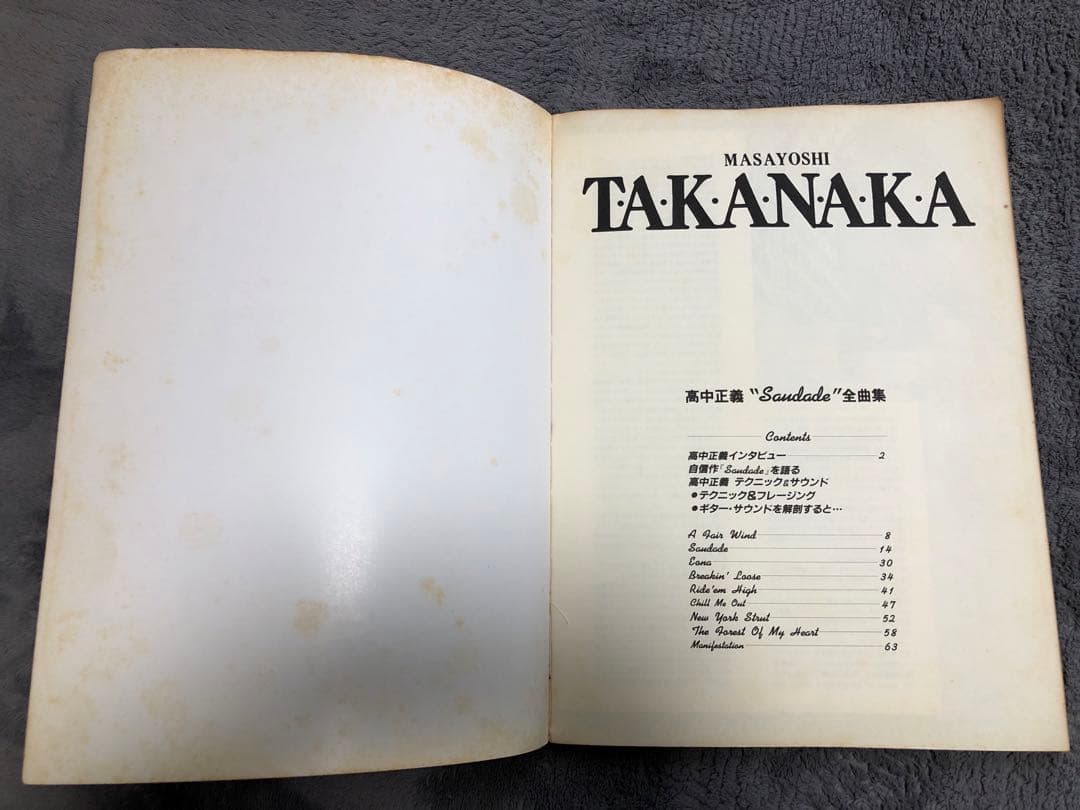 MASAYOSHI
T·A·K·A·N·A·K·A
高中正義 “Saudade” 全曲集
Contents
高中正義インタビュー 2
自信作「Saudade」を語る
高中正義 テクニック&サウンド
●テクニック&フレージング
●ギター・サウンドを解剖すると…
A Fair Wind 8
Saudade 14
Eona 30
Breakin' Loose 34
Ride'em High 41
Chill Me Out 47
New York Strut 52
The Forest Of My Heart 58
Manifestation 63